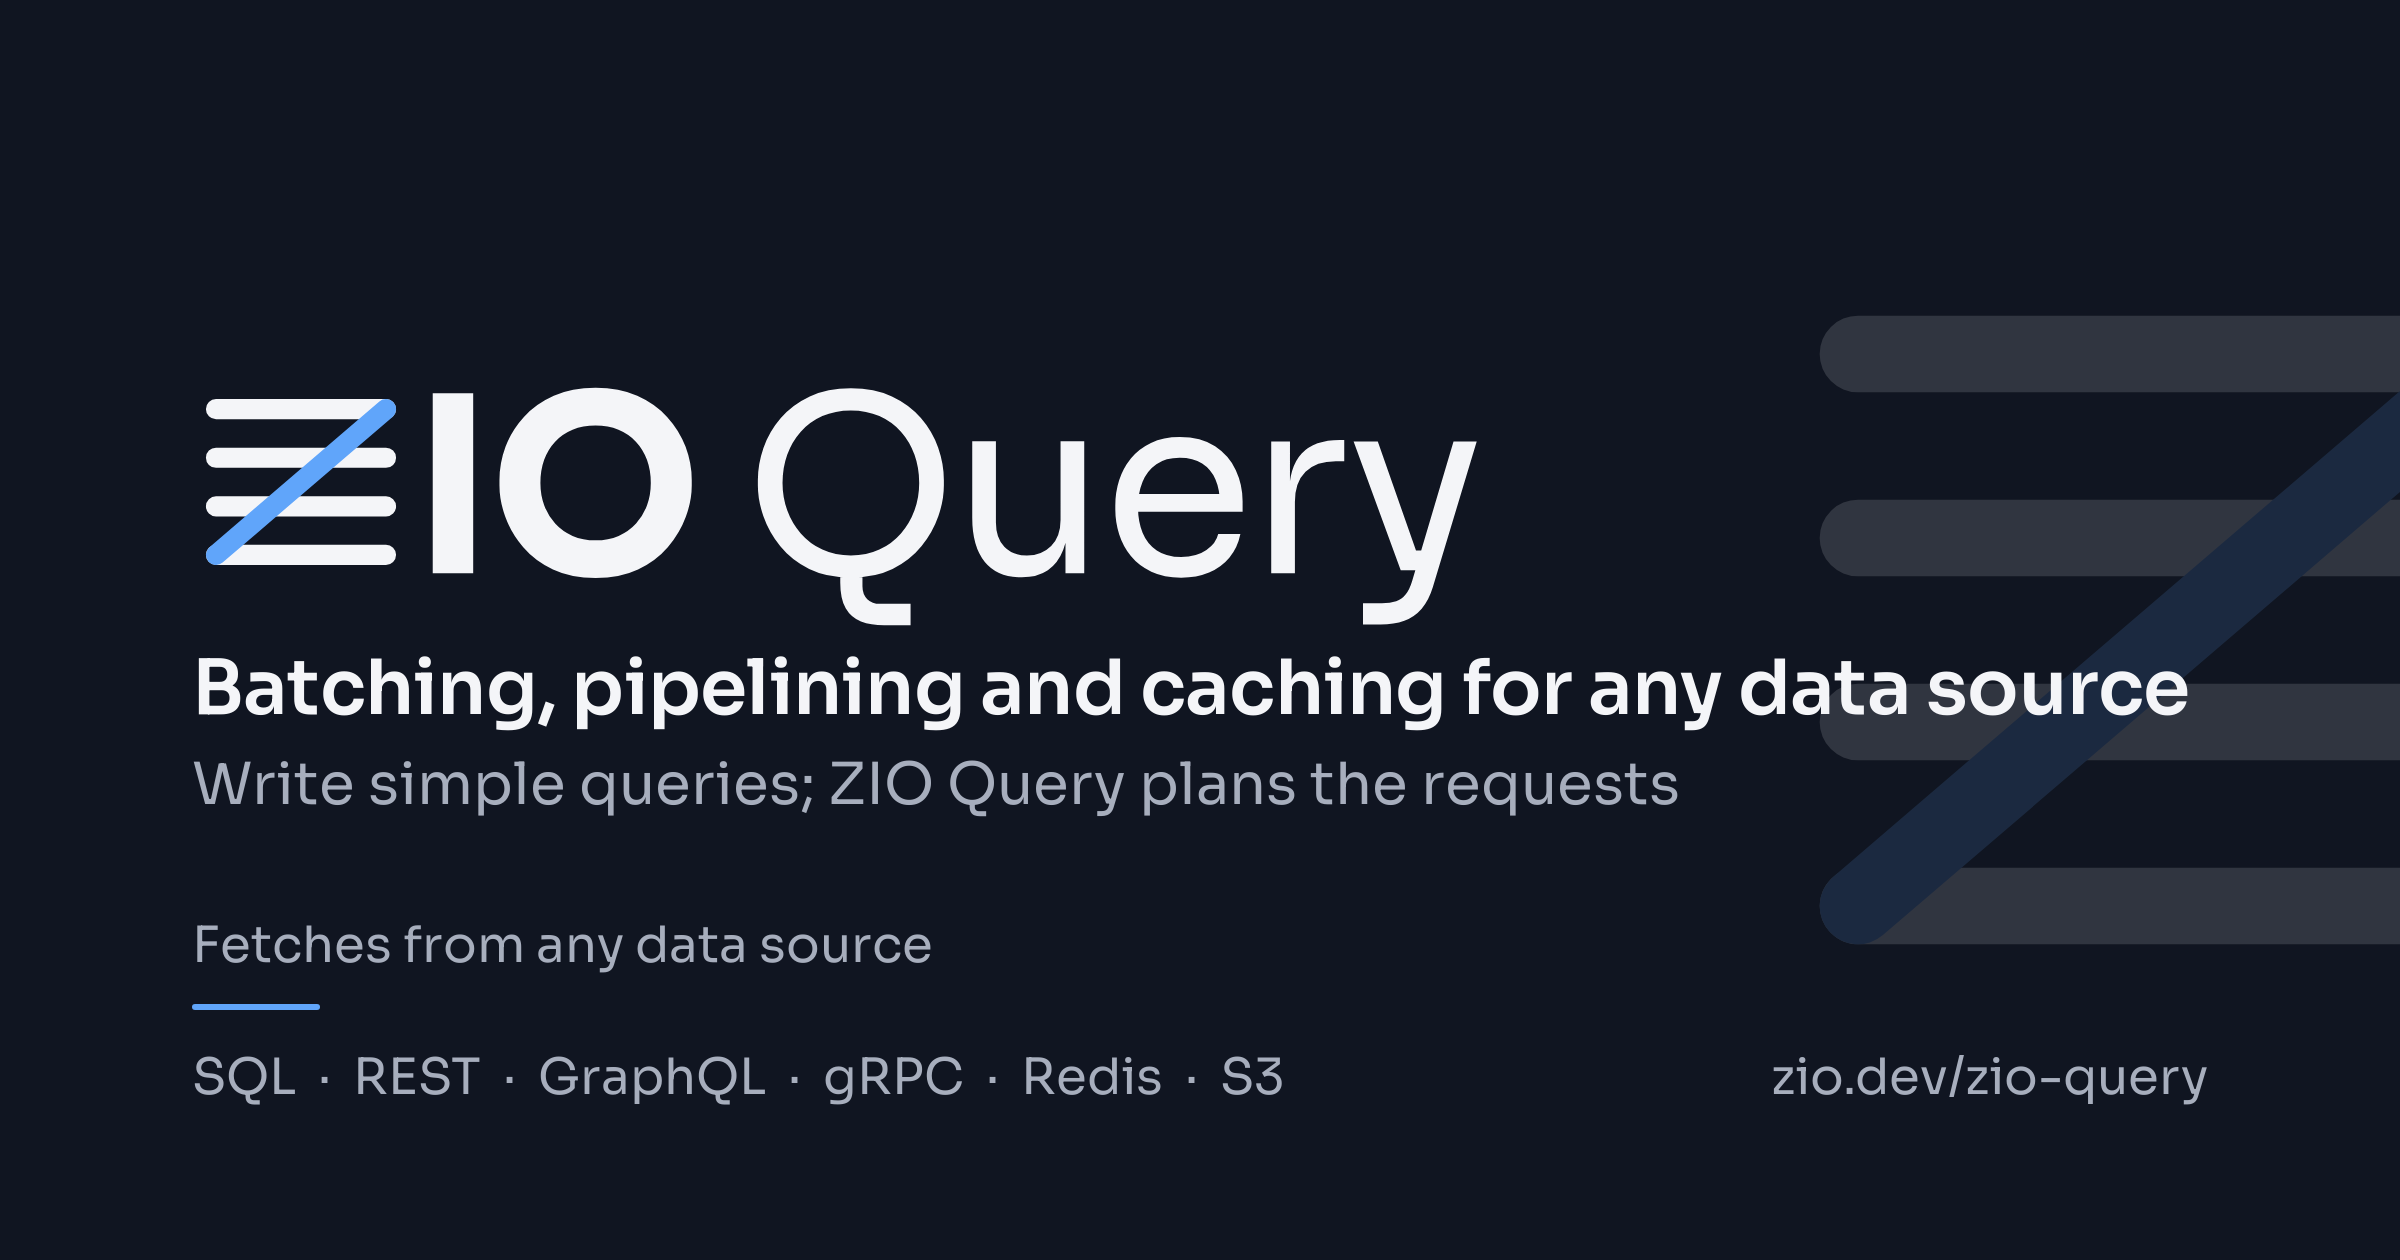 ZIO Query
Batching, pipelining and caching for any data source
Write simple queries; ZIO Query plans the requests
Fetches from any data source
SQL · REST · GraphQL · gRPC · Redis · S3
zio.dev/zio-query